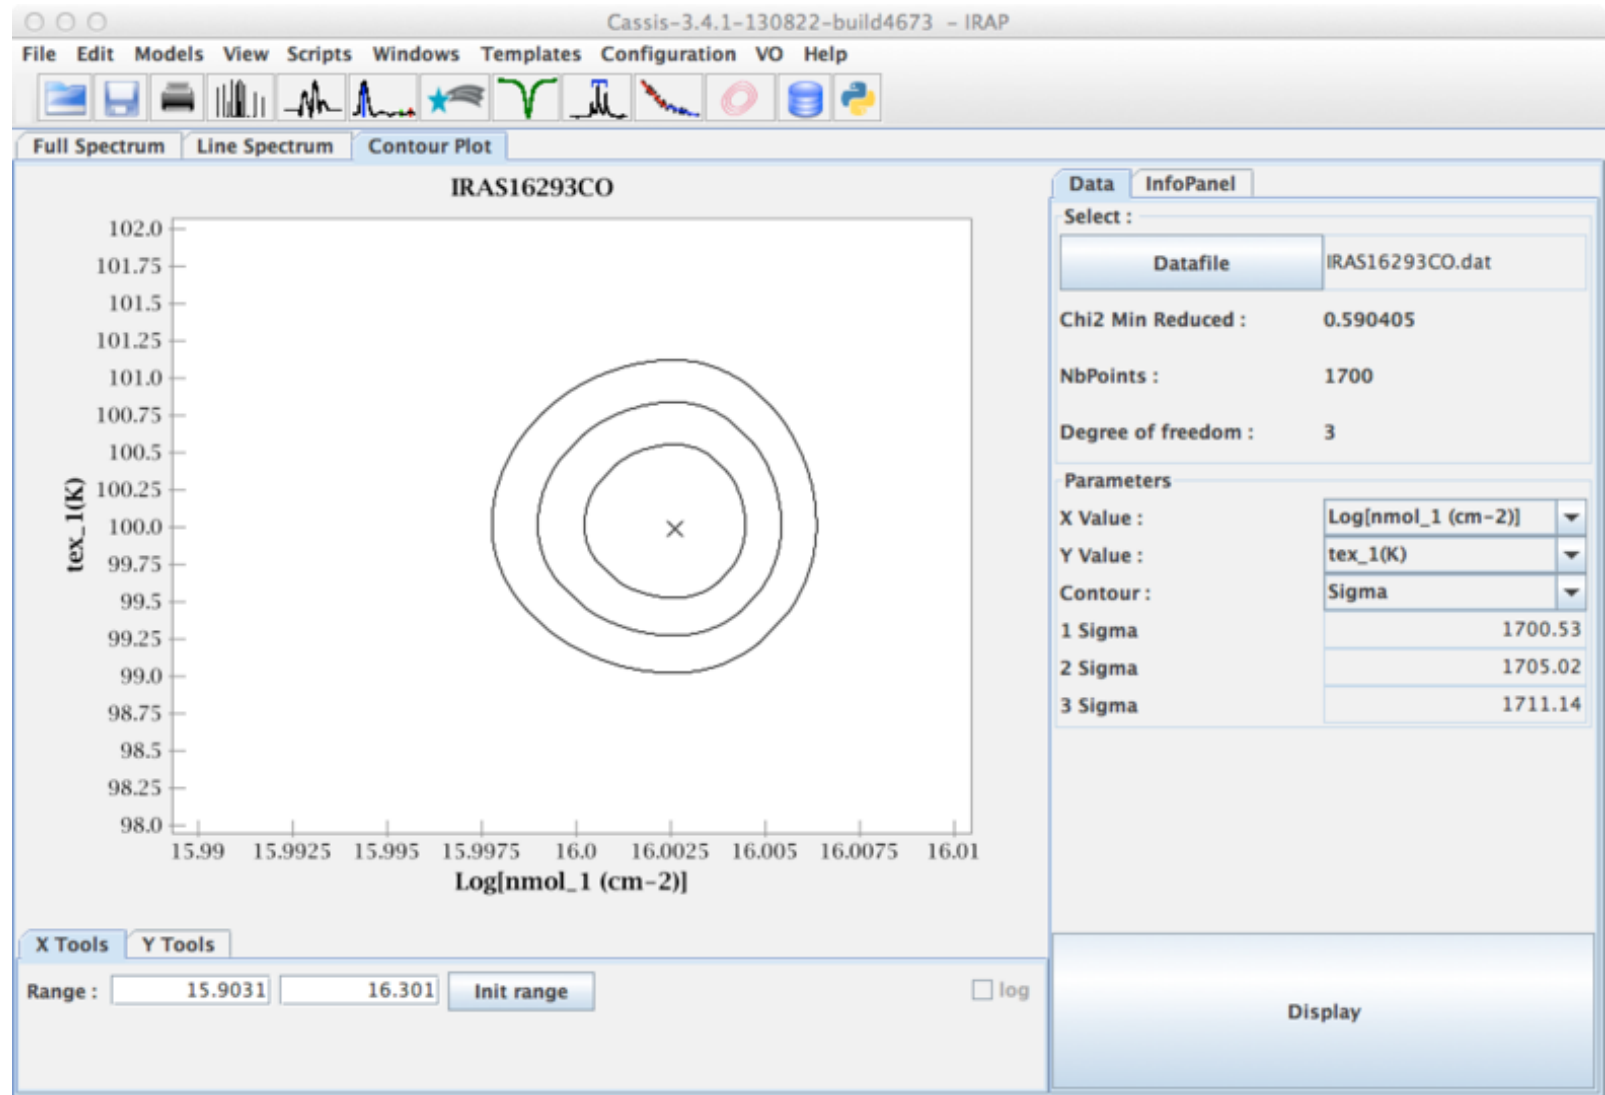 Cassis-3.4.1-130822-build4673 - IRAP
File Edit Models View Scripts Windows Templates Configuration VO Help
Full Spectrum Line Spectrum Contour Plot
IRAS16293CO
102.0
101.75
101.5
101.25
101.0
100.75
100.5
100.25
100.0
99.75
99.5
99.25
99.0
98.75
98.5
98.25
98.0
tex_1(K)
15.99 15.9925 15.995 15.9975 16.0 16.0025 16.005 16.0075 16.01
Log[nmol_1 (cm-2)]
Data InfoPanel
Select :
Datafile IRAS16293CO.dat
Chi2 Min Reduced : 0.590405
NbPoints : 1700
Degree of freedom : 3
Parameters
X Value : Log[nmol_1 (cm-2)]
Y Value : tex_1(K)
Contour : Sigma
1 Sigma 1700.53
2 Sigma 1705.02
3 Sigma 1711.14
X Tools Y Tools
Range : 15.9031 16.301 Init range log
Display